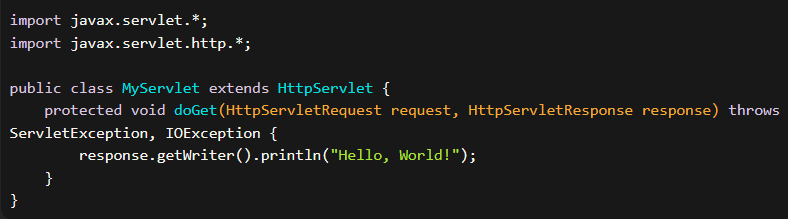 import javax.servlet.*;
import javax.servlet.http.*;

public class MyServlet extends HttpServlet {
    protected void doGet(HttpServletRequest request, HttpServletResponse response) throws
ServletException, IOException {
        response.getWriter().println("Hello, World!");
    }
}